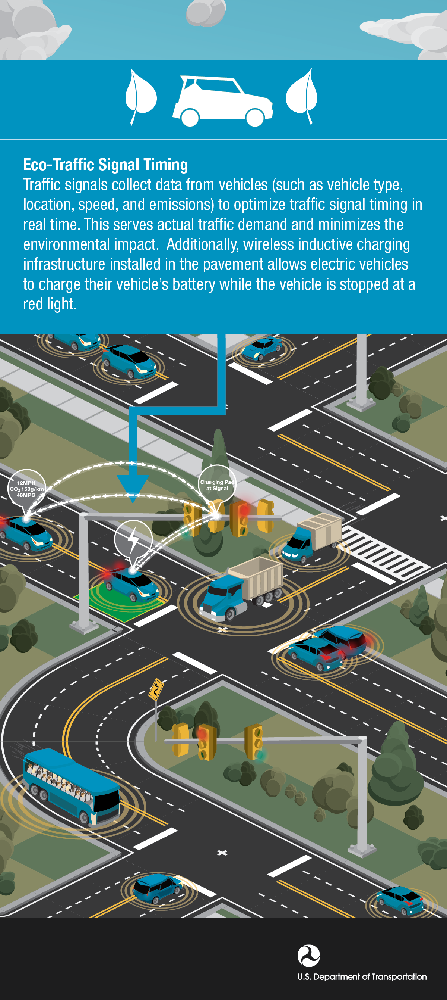 Eco-Traffic Signal Timing
Traffic signals collect data from vehicles (such as vehicle type,
location, speed, and emissions) to optimize traffic signal timing in
real time. This serves actual traffic demand and minimizes the
environmental impact.  Additionally, wireless inductive charging
infrastructure installed in the pavement allows electric vehicles
to charge their vehicle’s battery while the vehicle is stopped at a
red light.
12MPH
CO₂ 150g/km
48MPG
Charging Pad
at Signal
U.S. Department of Transportation